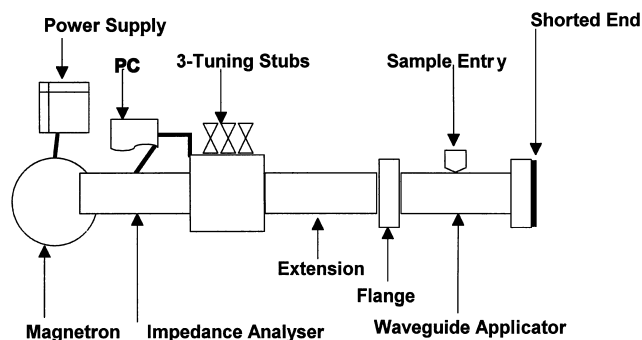 Shorted End
Power Supply
PC
3-Tuning Stubs
Sample Entry
Extension
Flange
Magnetron
Impedance Analyser
Waveguide Applicator